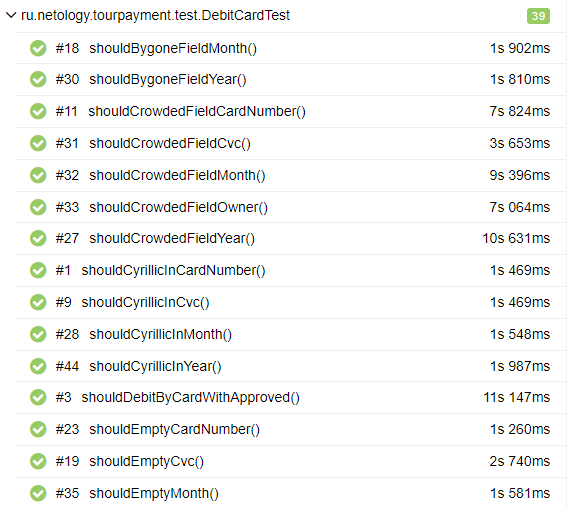 ru.netology.tourpayment.test.DebitCardTest 39
#18 shouldBygoneFieldMonth() 1s 902ms
#30 shouldBygoneFieldYear() 1s 810ms
#11 shouldCrowdedFieldCardNumber() 7s 824ms
#31 shouldCrowdedFieldCvc() 3s 653ms
#32 shouldCrowdedFieldMonth() 9s 396ms
#33 shouldCrowdedFieldOwner() 7s 064ms
#27 shouldCrowdedFieldYear() 10s 631ms
#1 shouldCyrillicInCardNumber() 1s 469ms
#9 shouldCyrillicInCvc() 1s 469ms
#28 shouldCyrillicInMonth() 1s 548ms
#44 shouldCyrillicInYear() 1s 987ms
#3 shouldDebitByCardWithApproved() 11s 147ms
#23 shouldEmptyCardNumber() 1s 260ms
#19 shouldEmptyCvc() 2s 740ms
#35 shouldEmptyMonth() 1s 581ms